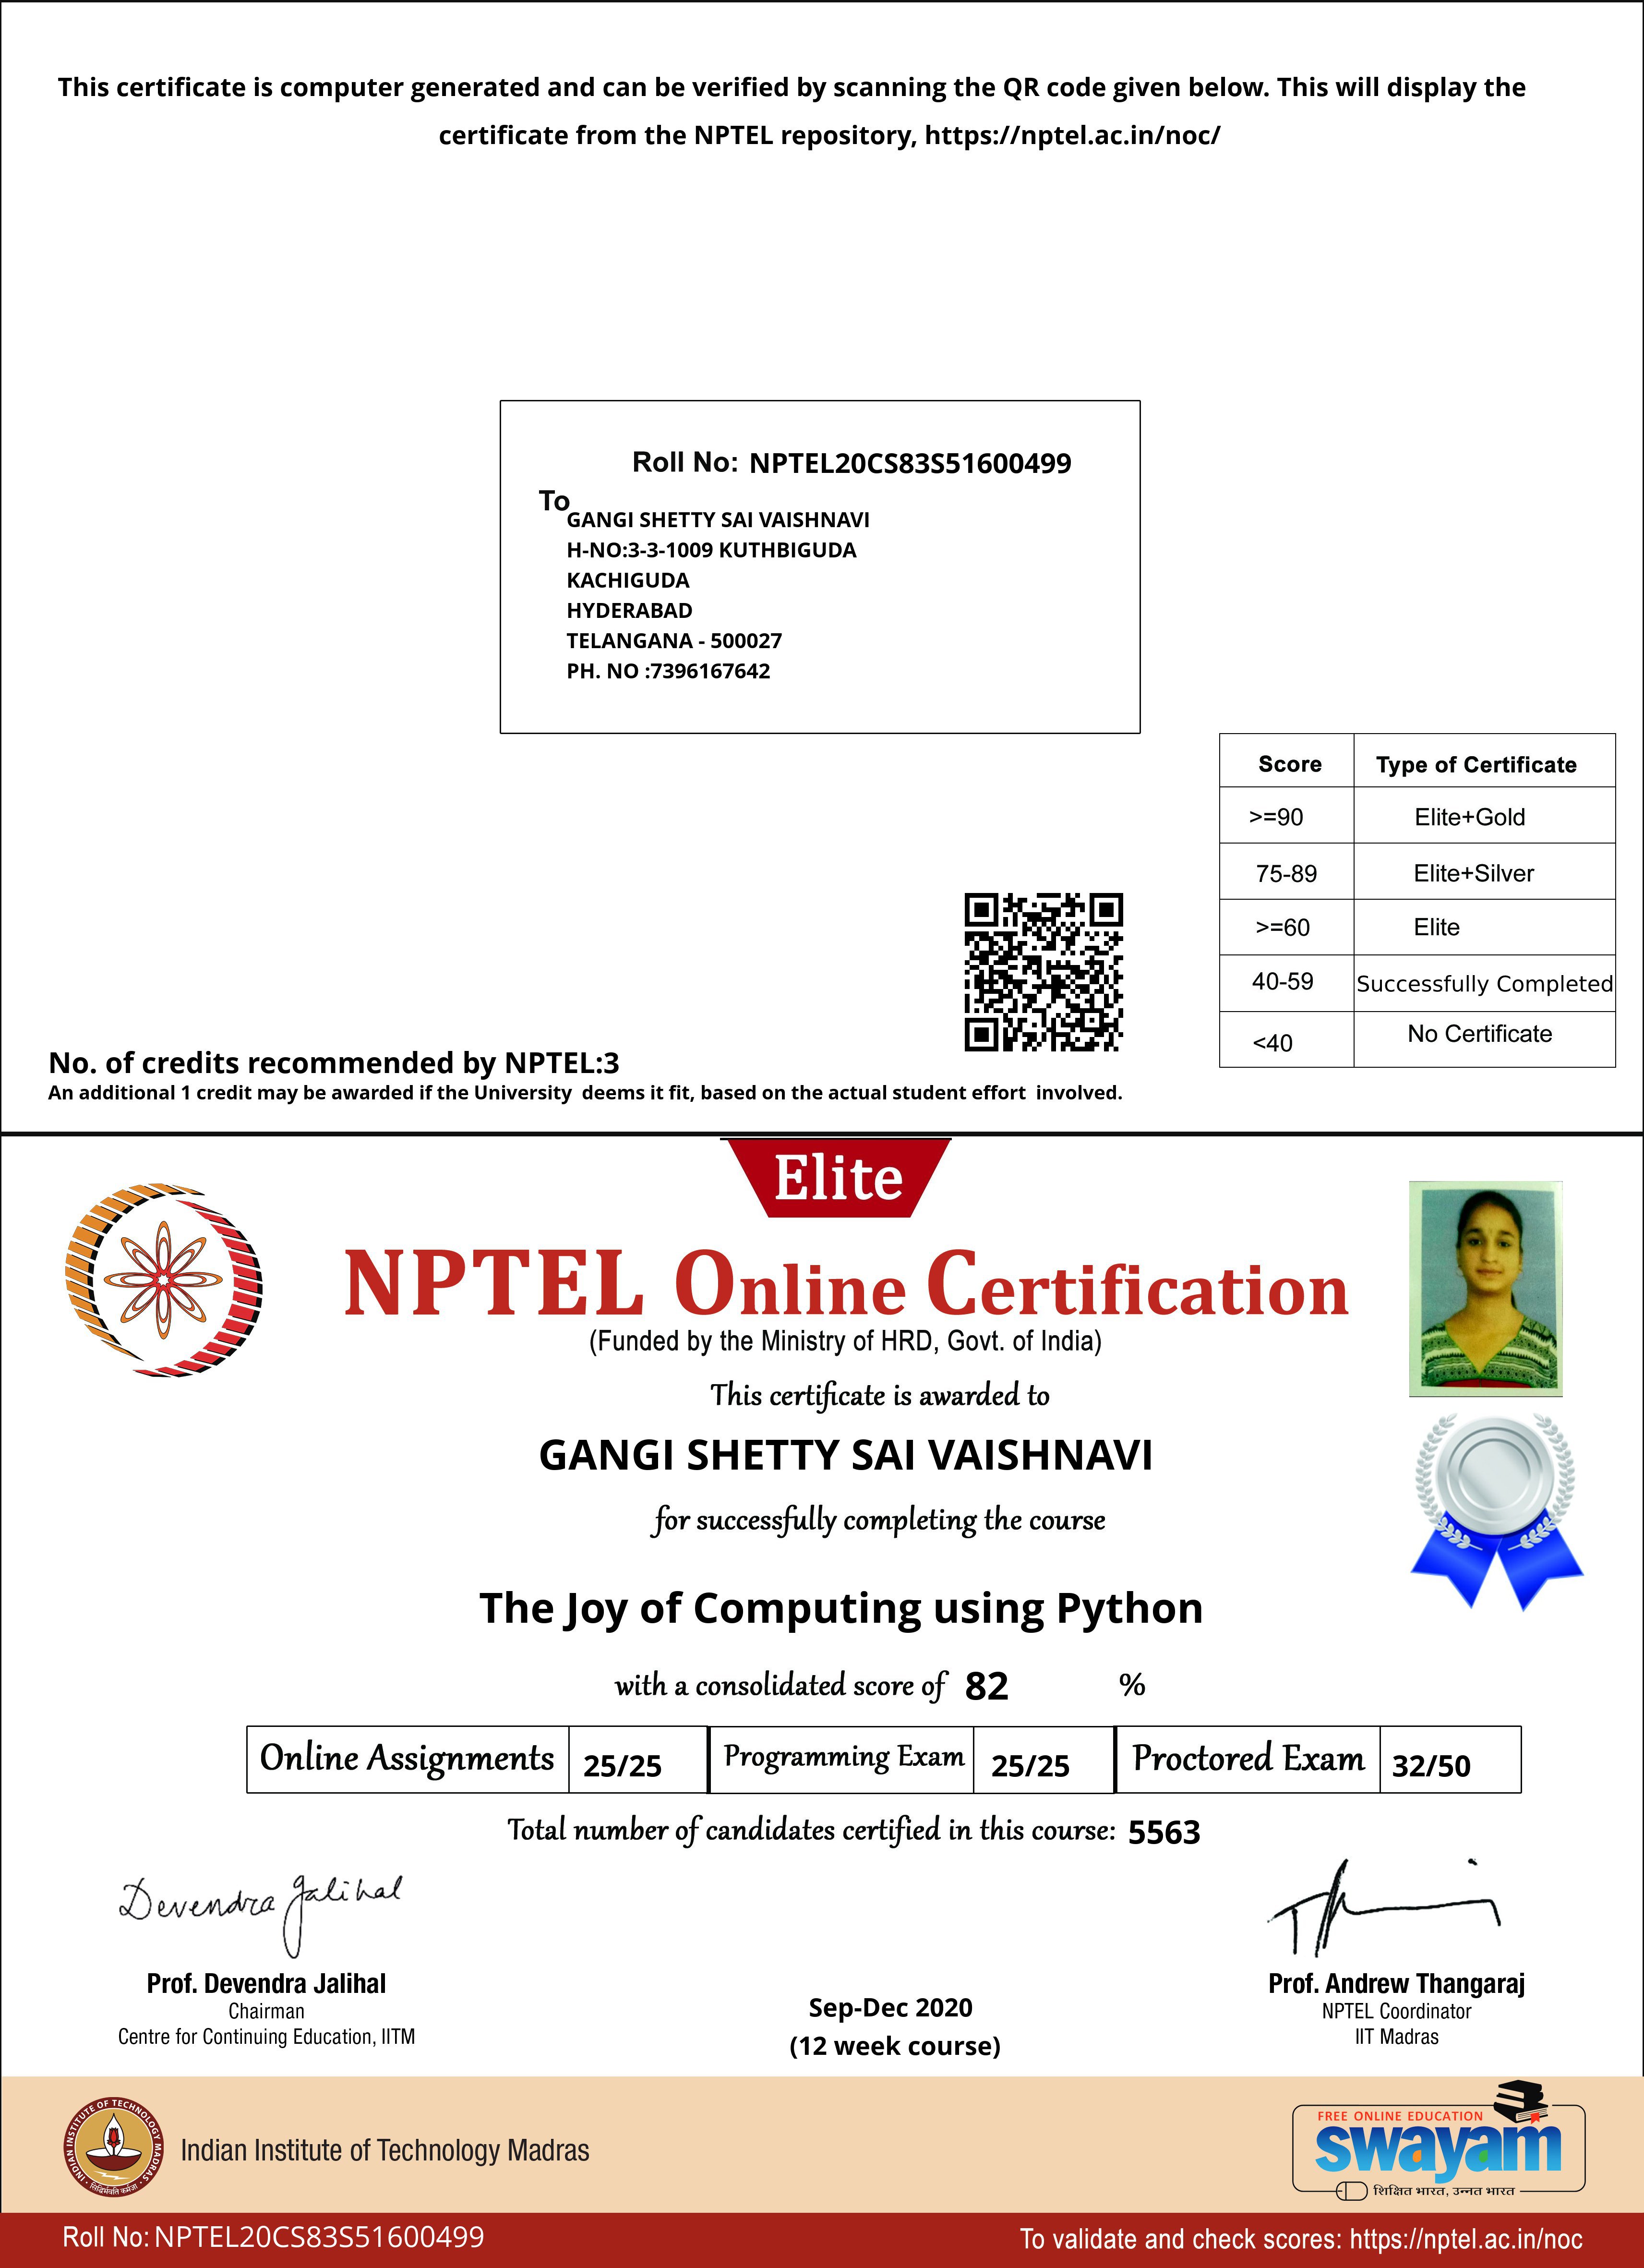 This certificate is computer generated and can be verified by scanning the QR code given below. This will display the
certificate from the NPTEL repository, https://nptel.ac.in/noc/
Roll No: NPTEL20CS83S51600499
To
GANGI SHETTY SAI VAISHNAVI
H-NO:3-3-1009 KUTHBIGUDA
KACHIGUDA
HYDERABAD
TELANGANA - 500027
PH. NO :7396167642
Score Type of Certificate
>=90 Elite+Gold
75-89 Elite+Silver
>=60 Elite
40-59 Successfully Completed
<40 No Certificate
No. of credits recommended by NPTEL:3
An additional 1 credit may be awarded if the University deems it fit, based on the actual student effort involved.
Elite
NPTEL Online Certification
(Funded by the Ministry of HRD, Govt. of India)
This certificate is awarded to
GANGI SHETTY SAI VAISHNAVI
for successfully completing the course
The Joy of Computing using Python
with a consolidated score of 82 %
Online Assignments 25/25 Programming Exam 25/25 Proctored Exam 32/50
Total number of candidates certified in this course: 5563
Devendra Jalihal
Prof. Devendra Jalihal
Chairman
Centre for Continuing Education, IITM
Sep-Dec 2020
(12 week course)
Prof. Andrew Thangaraj
NPTEL Coordinator
IIT Madras
INDIAN INSTITUTE OF TECHNOLOGY MADRAS
सिद्धिर्भवति कर्मजा
Indian Institute of Technology Madras
FREE ONLINE EDUCATION
swayam
शिक्षित भारत, उन्नत भारत
Roll No: NPTEL20CS83S51600499
To validate and check scores: https://nptel.ac.in/noc